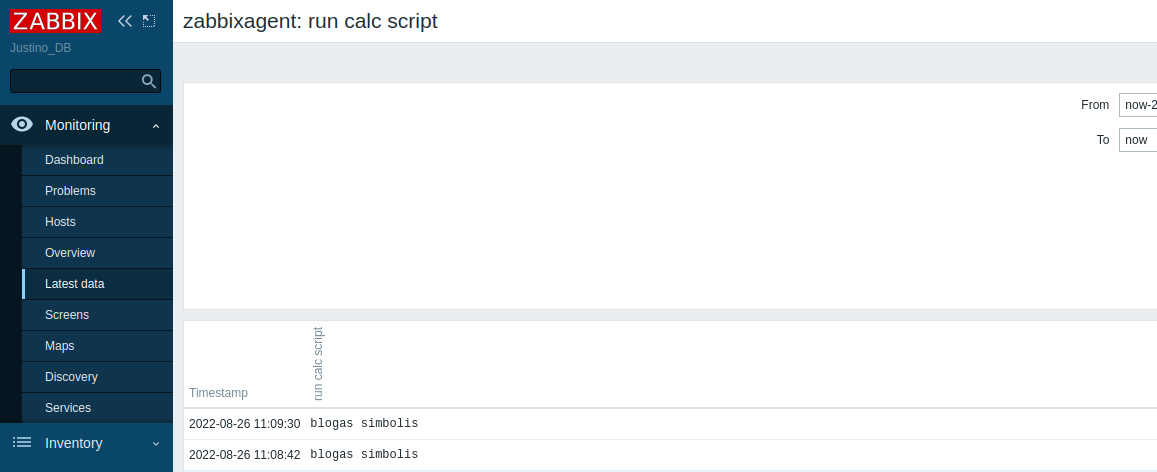 ZABBIX
Justino_DB
Monitoring
Dashboard
Problems
Hosts
Overview
Latest data
Screens
Maps
Discovery
Services
Inventory
zabbixagent: run calc script
From now-2
To now
Timestamp run calc script
2022-08-26 11:09:30 blogas simbolis
2022-08-26 11:08:42 blogas simbolis